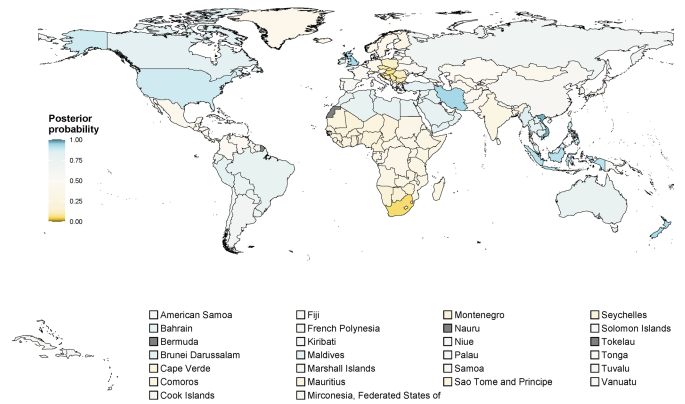 Posterior
probability
1.00
0.75
0.50
0.25
0.00
American Samoa
Bahrain
Bermuda
Brunei Darussalam
Cape Verde
Comoros
Cook Islands
Fiji
French Polynesia
Kiribati
Maldives
Marshall Islands
Mauritius
Mirconesia, Federated States of
Montenegro
Nauru
Niue
Palau
Samoa
Sao Tome and Principe
Seychelles
Solomon Islands
Tokelau
Tonga
Tuvalu
Vanuatu